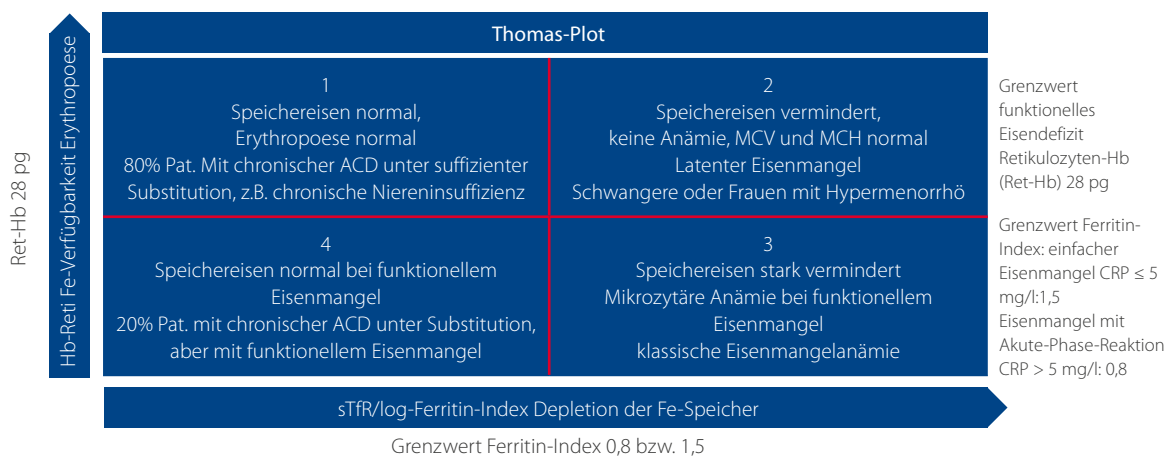 Thomas-Plot
Ret-Hb 28 pg
Hb-Reti Fe-Verfügbarkeit Erythropoese
1
Speichereisen normal,
Erythropoese normal
80% Pat. Mit chronischer ACD unter suffizienter
Substitution, z.B. chronische Niereninsuffizienz
2
Speichereisen vermindert,
keine Anämie, MCV und MCH normal
Latenter Eisenmangel
Schwangere oder Frauen mit Hypermenorrhö
Grenzwert
funktionelles
Eisendefizit
Retikulozyten-Hb
(Ret-Hb) 28 pg
4
Speichereisen normal bei funktionellem
Eisenmangel
20% Pat. mit chronischer ACD unter Substitution,
aber mit funktionellem Eisenmangel
3
Speichereisen stark vermindert
Mikrozytäre Anämie bei funktionellem
Eisenmangel
klassische Eisenmangelanämie
Grenzwert Ferritin-
Index: einfacher
Eisenmangel CRP ≤ 5
mg/l:1,5
Eisenmangel mit
Akute-Phase-Reaktion
CRP > 5 mg/l: 0,8
sTfR/log-Ferritin-Index Depletion der Fe-Speicher
Grenzwert Ferritin-Index 0,8 bzw. 1,5